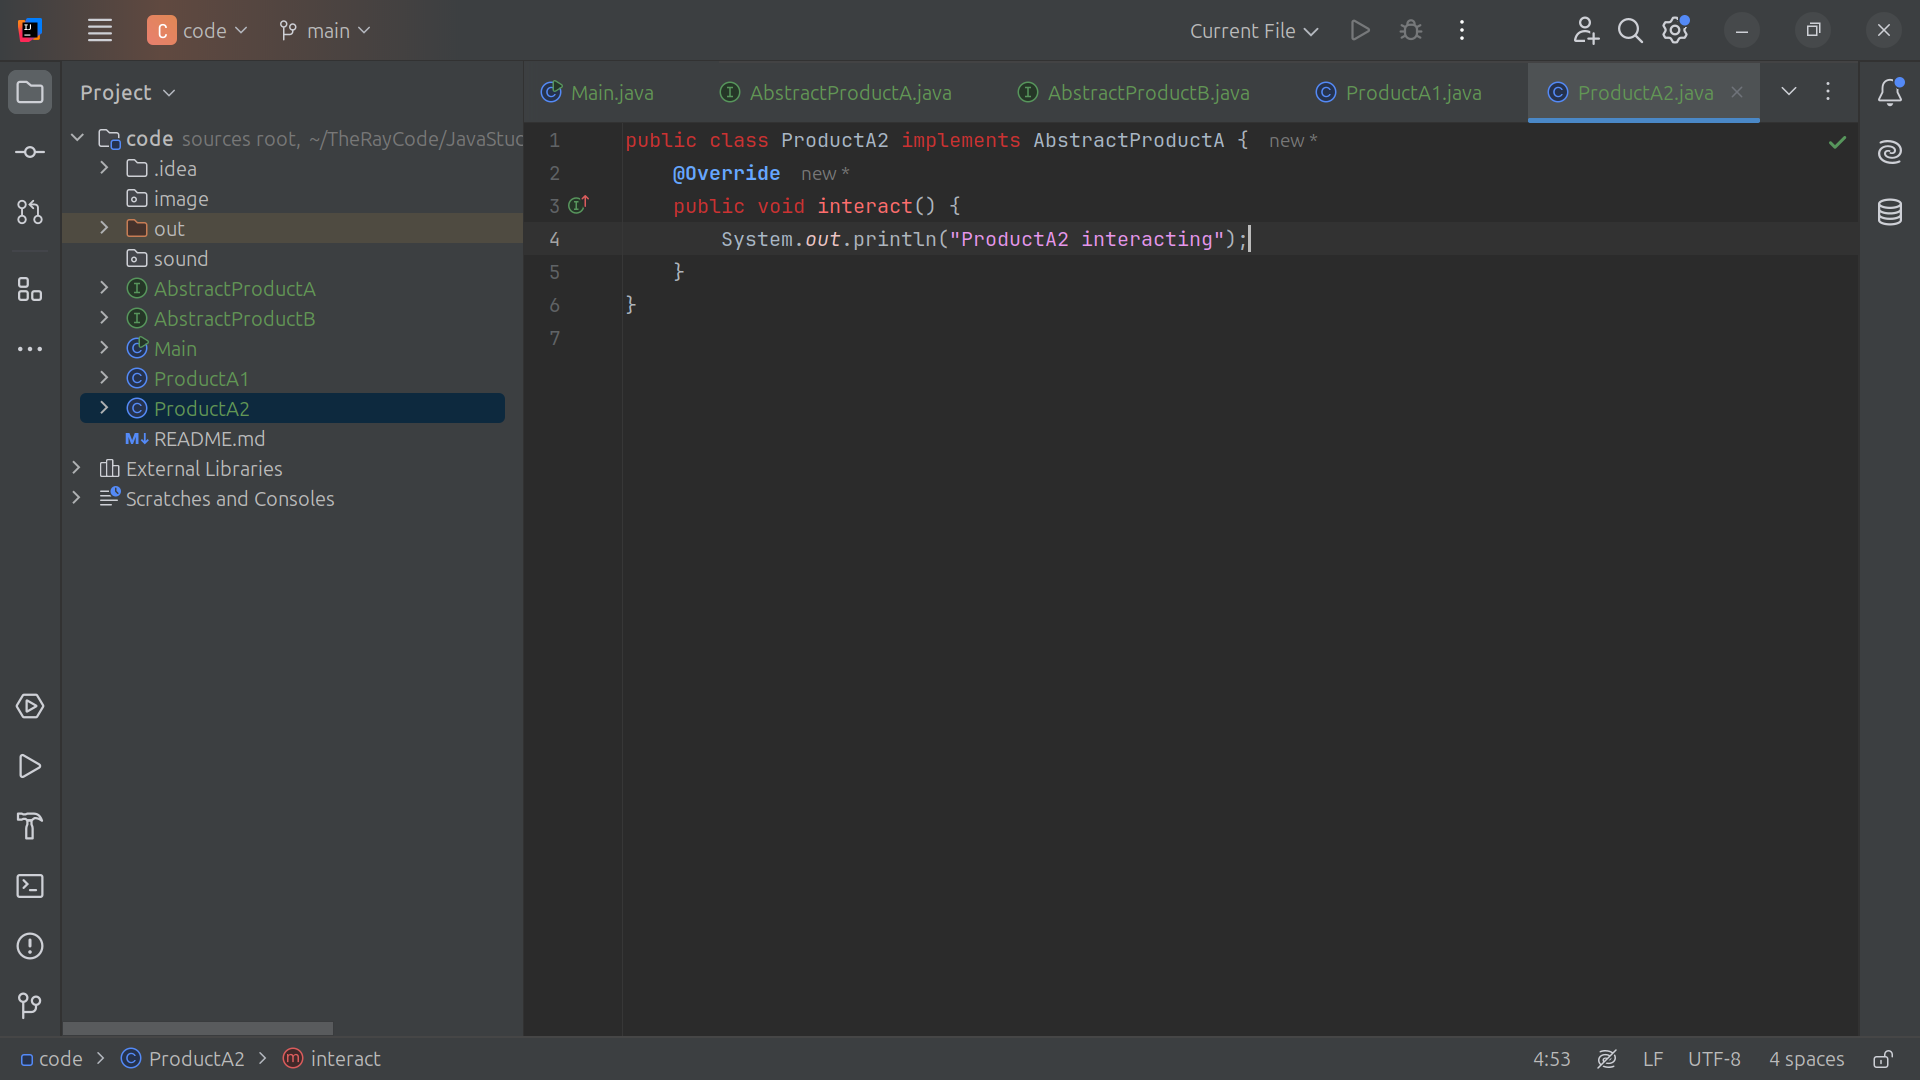 C code main Current File
Project Main.java AbstractProductA.java AbstractProductB.java ProductA1.java ProductA2.java
code sources root, ~/TheRayCode/JavaStuc
.idea
image
out
sound
AbstractProductA
AbstractProductB
Main
ProductA1
ProductA2
M↓ README.md
External Libraries
Scratches and Consoles
1 public class ProductA2 implements AbstractProductA { new *
2 @Override new *
3 public void interact() {
4 System.out.println("ProductA2 interacting");
5 }
6 }
7
code > ProductA2 > interact 4:53 LF UTF-8 4 spaces